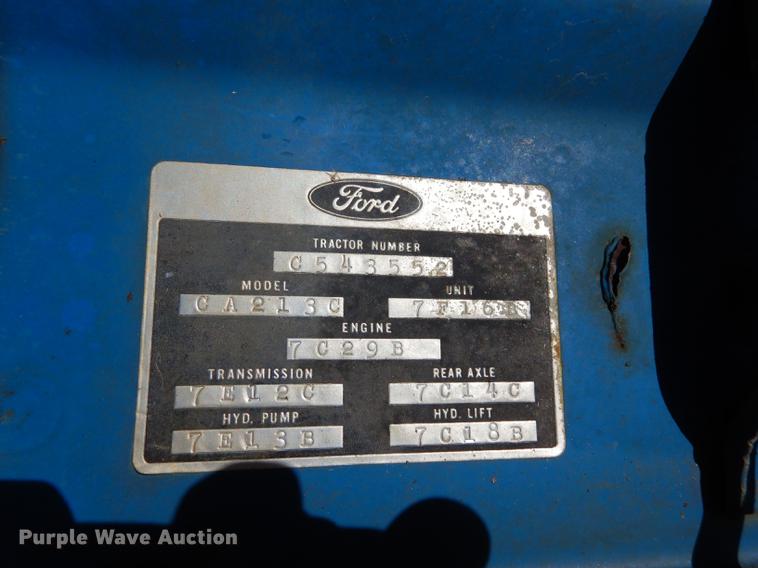 Ford
TRACTOR NUMBER
C543552
MODEL UNIT
CA213C 7F16B
ENGINE
7C29B
TRANSMISSION REAR AXLE
7E12C 7C14C
HYD. PUMP HYD. LIFT
7E13B 7C18B
Purple Wave Auction